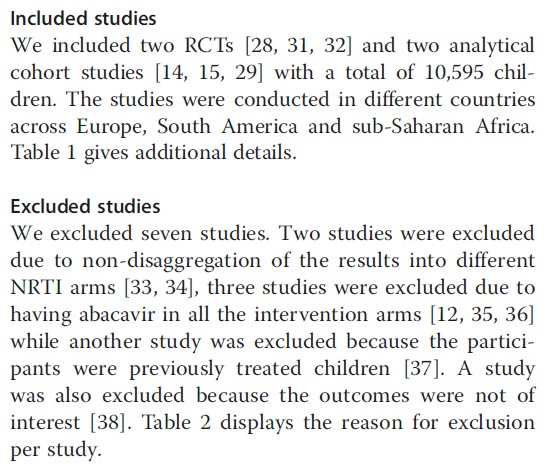 Included studies
We included two RCTs [28, 31, 32] and two analytical
cohort studies [14, 15, 29] with a total of 10,595 chil-
dren. The studies were conducted in different countries
across Europe, South America and sub-Saharan Africa.
Table 1 gives additional details.
Excluded studies
We excluded seven studies. Two studies were excluded
due to non-disaggregation of the results into different
NRTI arms [33, 34], three studies were excluded due to
having abacavir in all the intervention arms [12, 35, 36]
while another study was excluded because the partici-
pants were previously treated children [37]. A study
was also excluded because the outcomes were not of
interest [38]. Table 2 displays the reason for exclusion
per study.